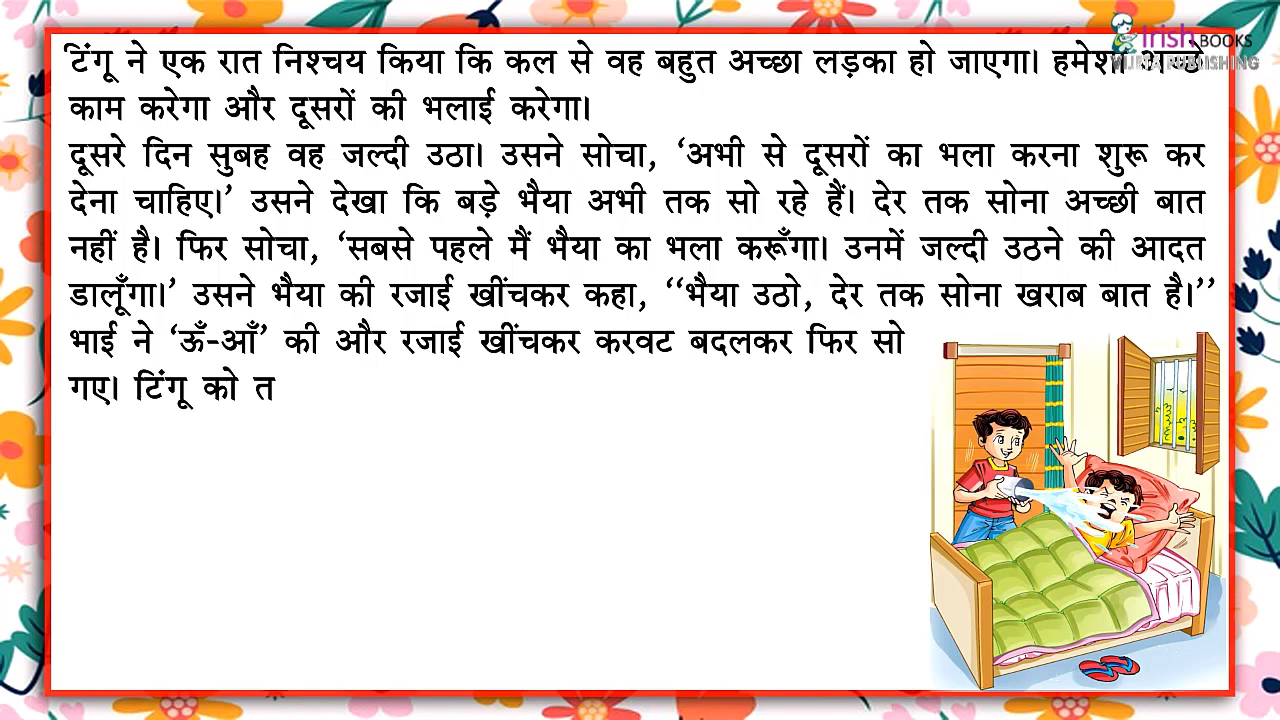 टिंगू ने एक रात निश्चय किया कि कल से वह बहुत अच्छा लड़का हो जाएगा। हमेशा
काम करेगा और दूसरों की भलाई करेगा।
दूसरे दिन सुबह वह जल्दी उठा। उसने सोचा, ‘अभी से दूसरों का भला करना शुरू कर
देना चाहिए।’ उसने देखा कि बड़े भैया अभी तक सो रहे हैं। देर तक सोना अच्छी बात
नहीं है। फिर सोचा, ‘सबसे पहले मैं भैया का भला करूँगा। उनमें जल्दी उठने की आदत
डालूँगा।’ उसने भैया की रजाई खींचकर कहा, ‘‘भैया उठो, देर तक सोना खराब बात है।’’
भाई ने ‘ऊँ-आँ’ की और रजाई खींचकर करवट बदलकर फिर सो
गए। टिंगू को त
Irish BOOKS
PUBLISHING